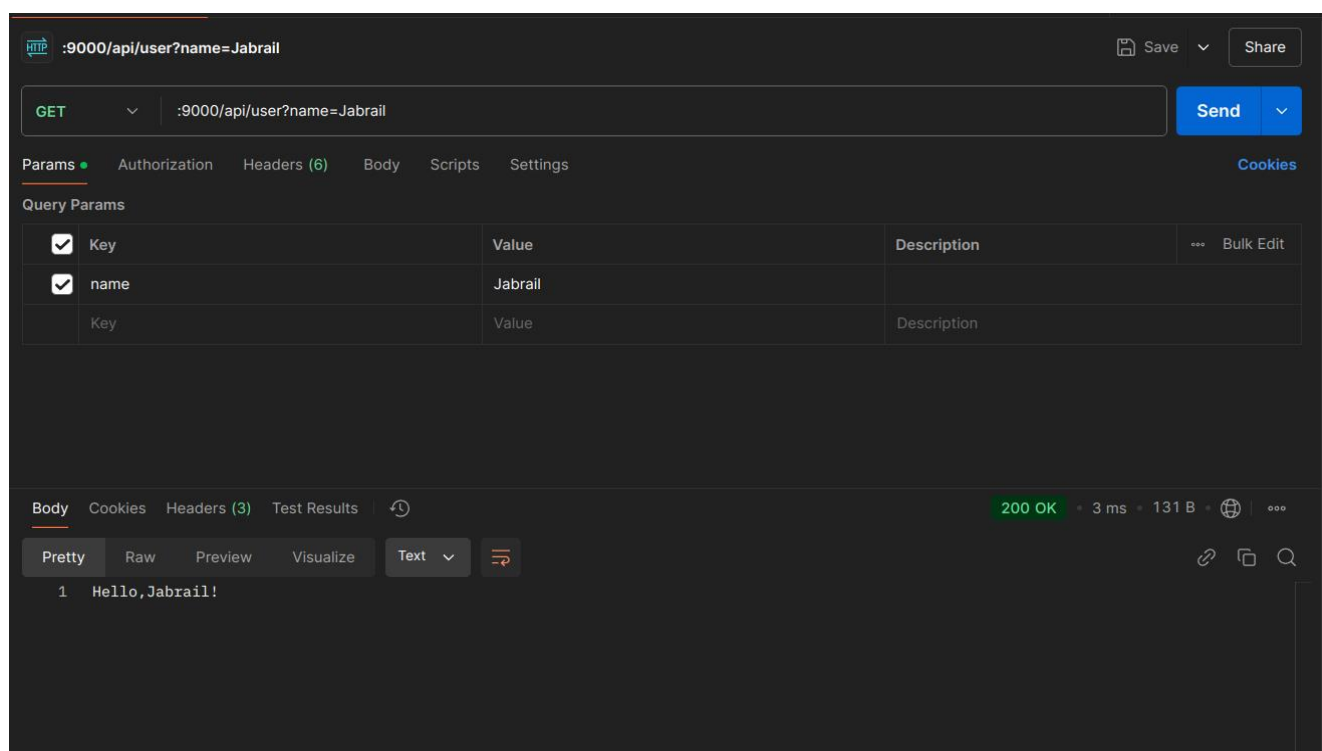 HTTP :9000/api/user?name=Jabrail Save Share
GET :9000/api/user?name=Jabrail Send
Params Authorization Headers (6) Body Scripts Settings Cookies
Query Params
Key Value Description Bulk Edit
name Jabrail
Key Value Description
Body Cookies Headers (3) Test Results 200 OK 3 ms 131 B
Pretty Raw Preview Visualize Text
1 Hello,Jabrail!